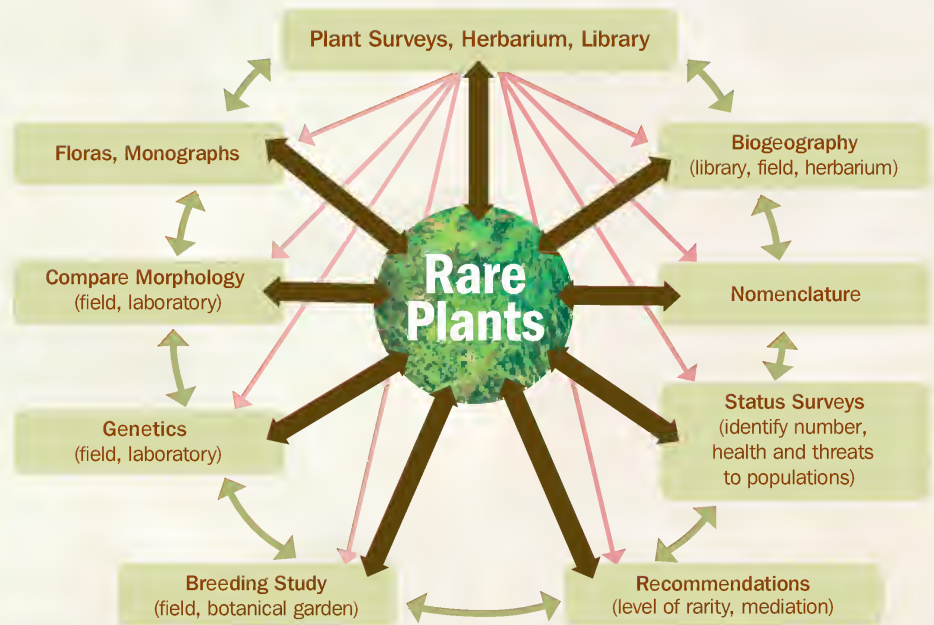 Plant Surveys, Herbarium, Library
Floras, Monographs
Biogeography
(library, field, herbarium)
Compare Morphology
(field, laboratory)
Rare
Plants
Nomenclature
Genetics
(field, laboratory)
Status Surveys
(identify number,
health and threats
to populations)
Breeding Study
(field, botanical garden)
Recommendations
(level of rarity, mediation)